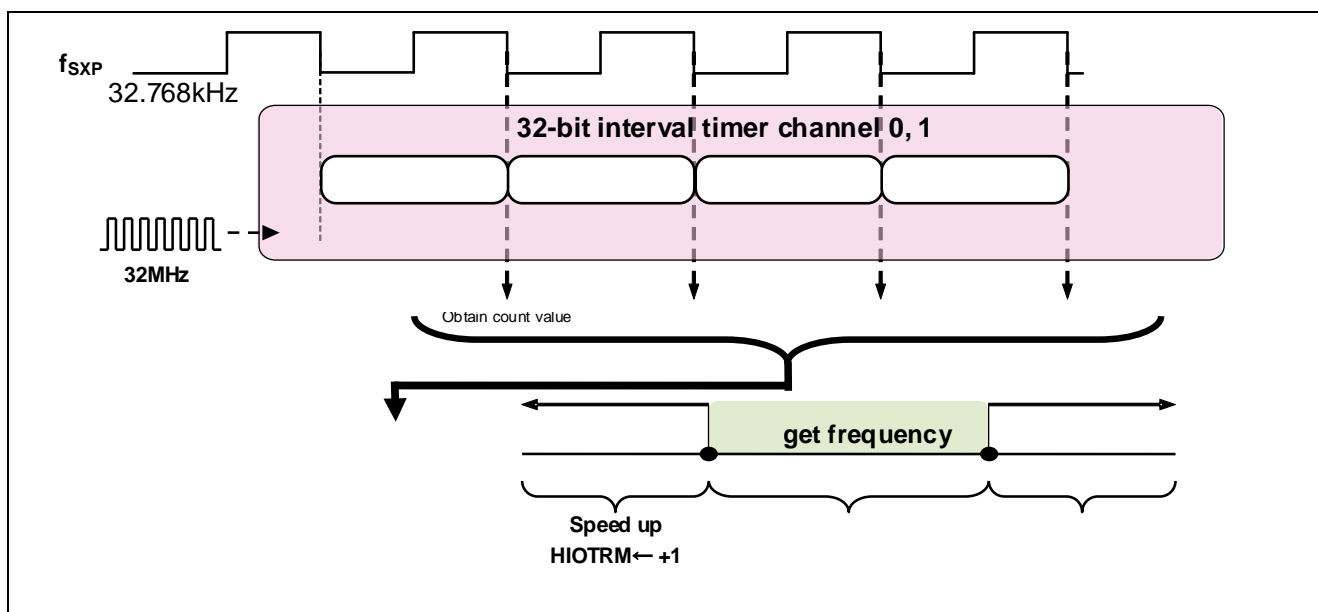 fSXP
32.768kHz
32-bit interval timer channel 0, 1
32MHz
Obtain count value
get frequency
Speed up
HIOTRM← +1